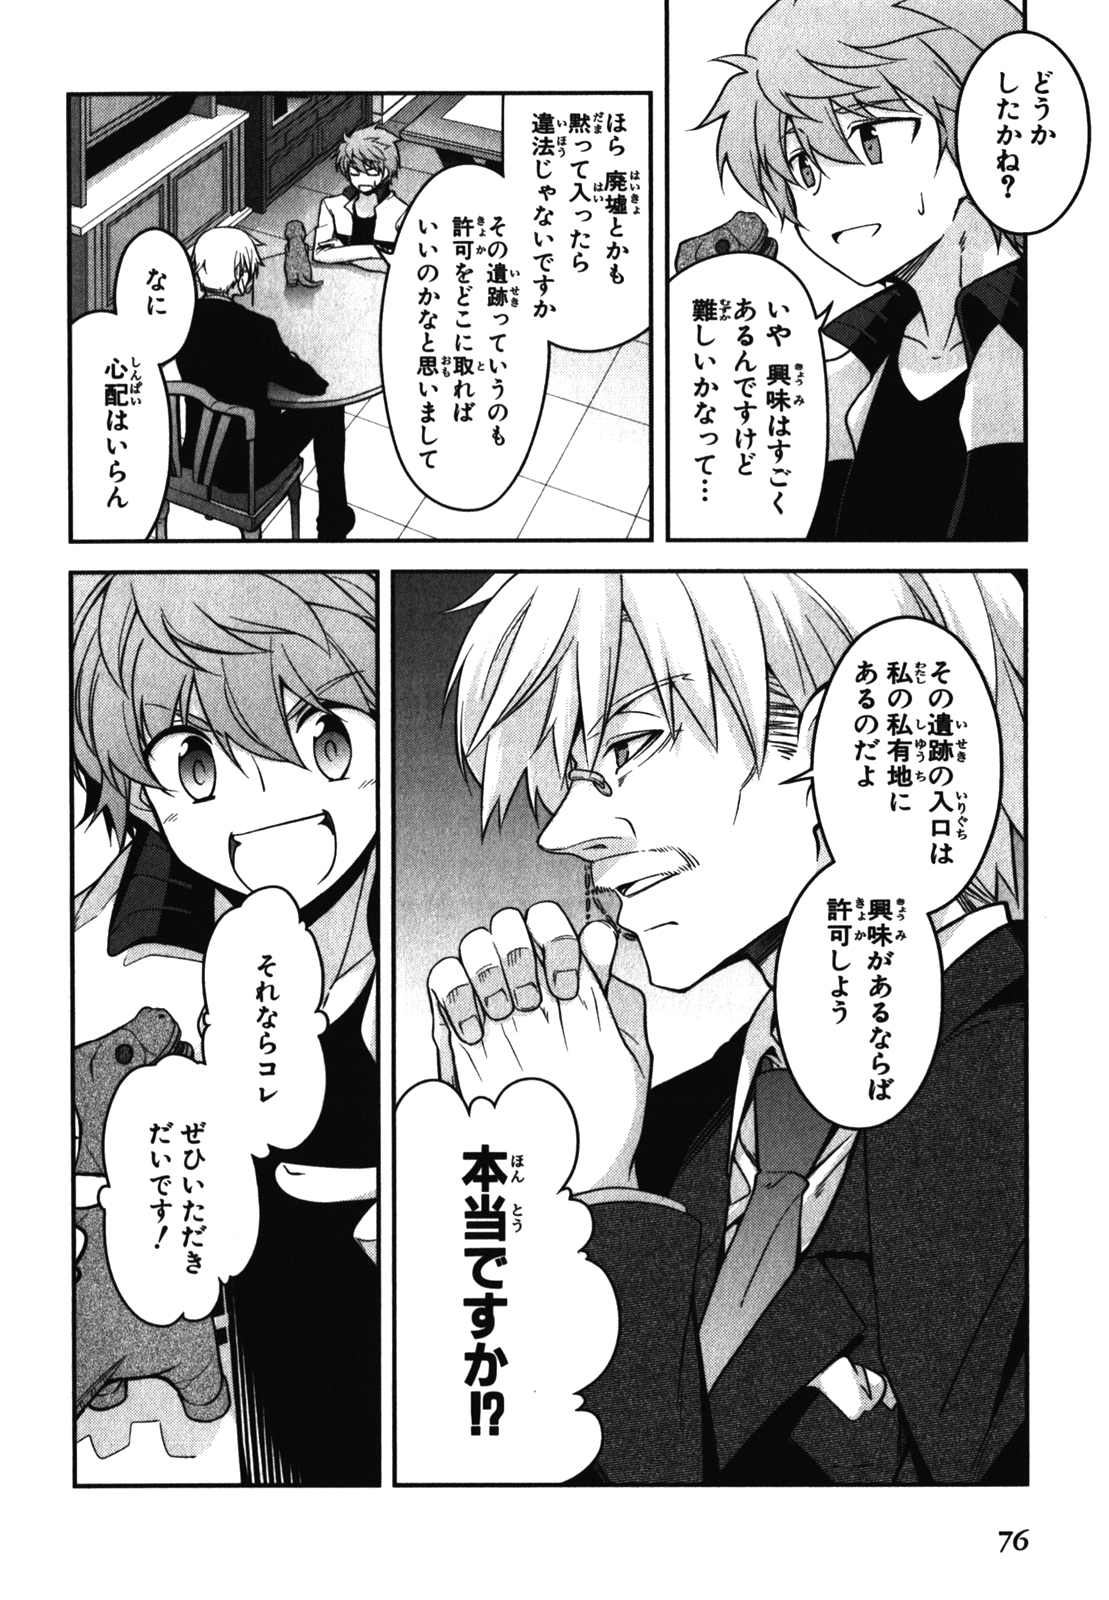 どうか
したかね？
いや 興味はすごく
あるんですけど
難しいかなって…
ほら 廃墟とかも
黙って入ったら
違法じゃないですか
その遺跡っていうのも
許可をどこに取れば
いいのかなと思いまして
なに
心配はいらん
その遺跡の入口は
私の私有地に
あるのだよ
興味があるならば
許可しよう
本当ですか!?
それならコレ
ぜひいただき
たいです！
76